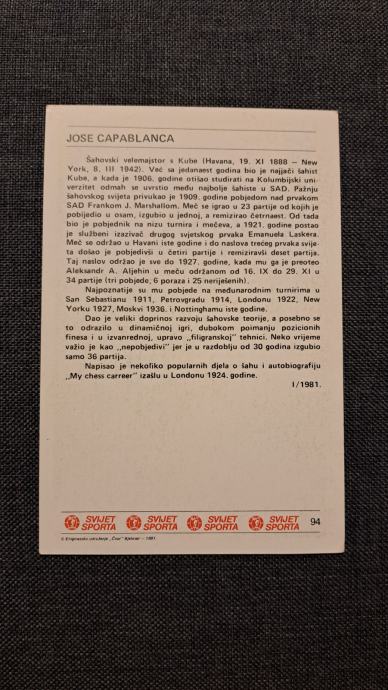 JOSE CAPABLANCA
Šahovski velemajstor s Kube (Havana, 19. XI 1888 — New
York, 8. III 1942). Već sa jedanaest godina bio je najjači šahist
Kube, a kada je 1906. godine otišao studirati na Kolumbijski uni-
verzitet odmah se uvrstio među najbolje šahiste u SAD. Pažnju
šahovskog svijeta privukao je 1909. godine pobjedom nad prvakom
SAD Frankom J. Marshallom. Meč se igrao u 23 partije od kojih je
pobijedio u osam, izgubio u jednoj, a remizirao četrnaest. Od tada
bio je pobjednik na nizu turnira i mečeva, a 1921. godine postao
je službeni izazivač drugog svjetskog prvaka Emanuela Laskera.
Meč se održao u Havani iste godine i do naslova trećeg prvaka svije-
ta došao je pobjedivši u četiri partije i remiziravši deset partija.
Taj naslov održao je sve do 1927. godine, kada mu ga je preoteo
Aleksandr A. Aljehin u meču održanom od 16. IX do 29. XI u
34 partije (tri pobjede, 6 poraza i 25 neriješenih).
Najpoznatije su mu pobjede na međunarodnim turnirima u
San Sebastianu 1911, Petrovgradu 1914, Londonu 1922, New
Yorku 1927, Moskvi 1936. i Nottinghamu iste godine.
Dao je veliki doprinos razvoju šahovske teorije, a posebno se
to odrazilo u dinamičnoj igri, dubokom poimanju pozicionih
finesa i u izvanrednoj, upravo „filigranskoj" tehnici. Neko vrijeme
važio je kao „nepobjedivi" jer je u razdoblju od 30 godina izgubio
samo 36 partija.
Napisao je nekoliko popularnih djela o šahu i autobiografiju
„My chess carreer" izašlu u Londonu 1924. godine.
I/1981.
SVIJET SPORTA SVIJET SPORTA SVIJET SPORTA SVIJET SPORTA 94
© Enigmatsko udruženje „Čvor" Bjelovar — 1981